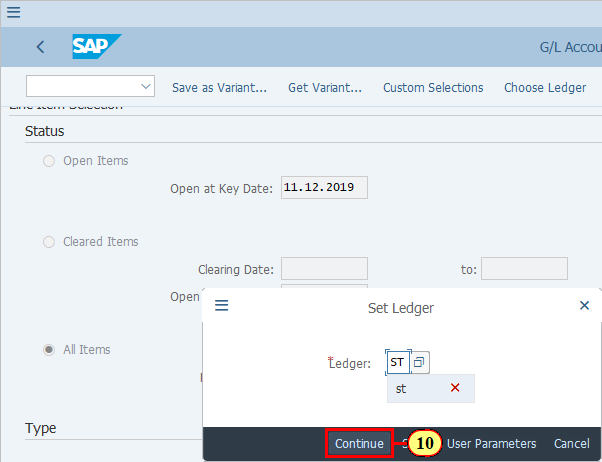 SAP
G/L Accou
Save as Variant... Get Variant... Custom Selections Choose Ledger
Line Item Selection
Status
Open Items
Open at Key Date: 11.12.2019
Cleared Items
Clearing Date: to:
Open
Set Ledger
All Items
*Ledger: ST
st
Type
Continue 10 User Parameters Cancel